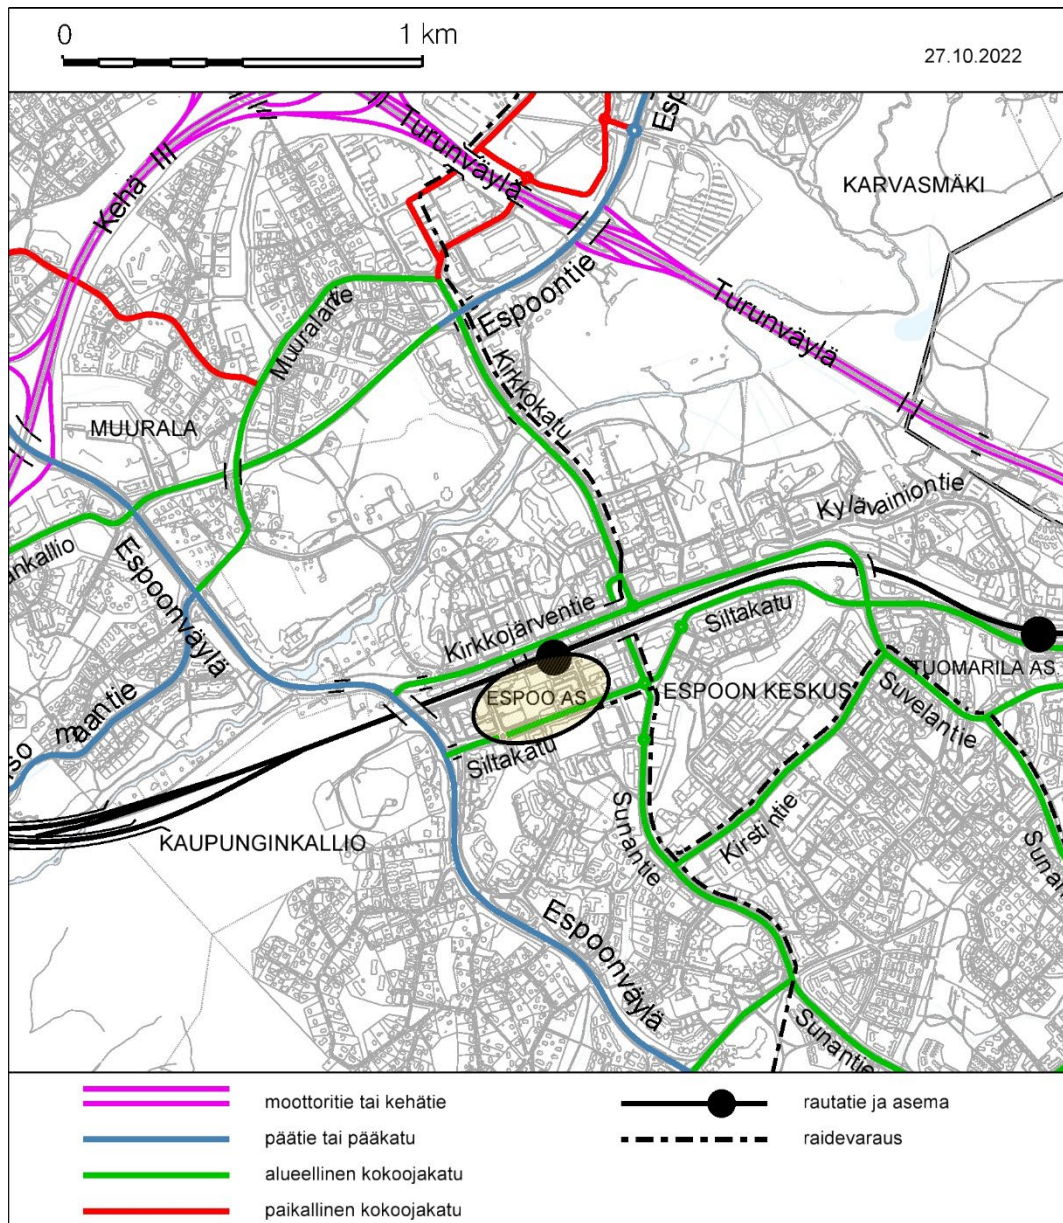 0
1 km
27.10.2022
Kehä III
Turunväylä
Esp
KARVASMÄKI
Muuralantie
Espoontie
Turunväylä
Kirkkokatu
MUURALA
Kylävainiontie
ankallio
Espoonväylä
Kirkkojärventie
Siltakatu
TUOMARILA AS
ESPOO AS
ESPOON KESKUS
Suvelantie
Siltakatu
KAUPUNGINKALLIO
Sunantie
Kirstintie
Espoonväylä
Sunantie
moottoritie tai kehätie
päätie tai pääkatu
alueellinen kokoojakatu
paikallinen kokoojakatu
rautatie ja asema
raidevaraus